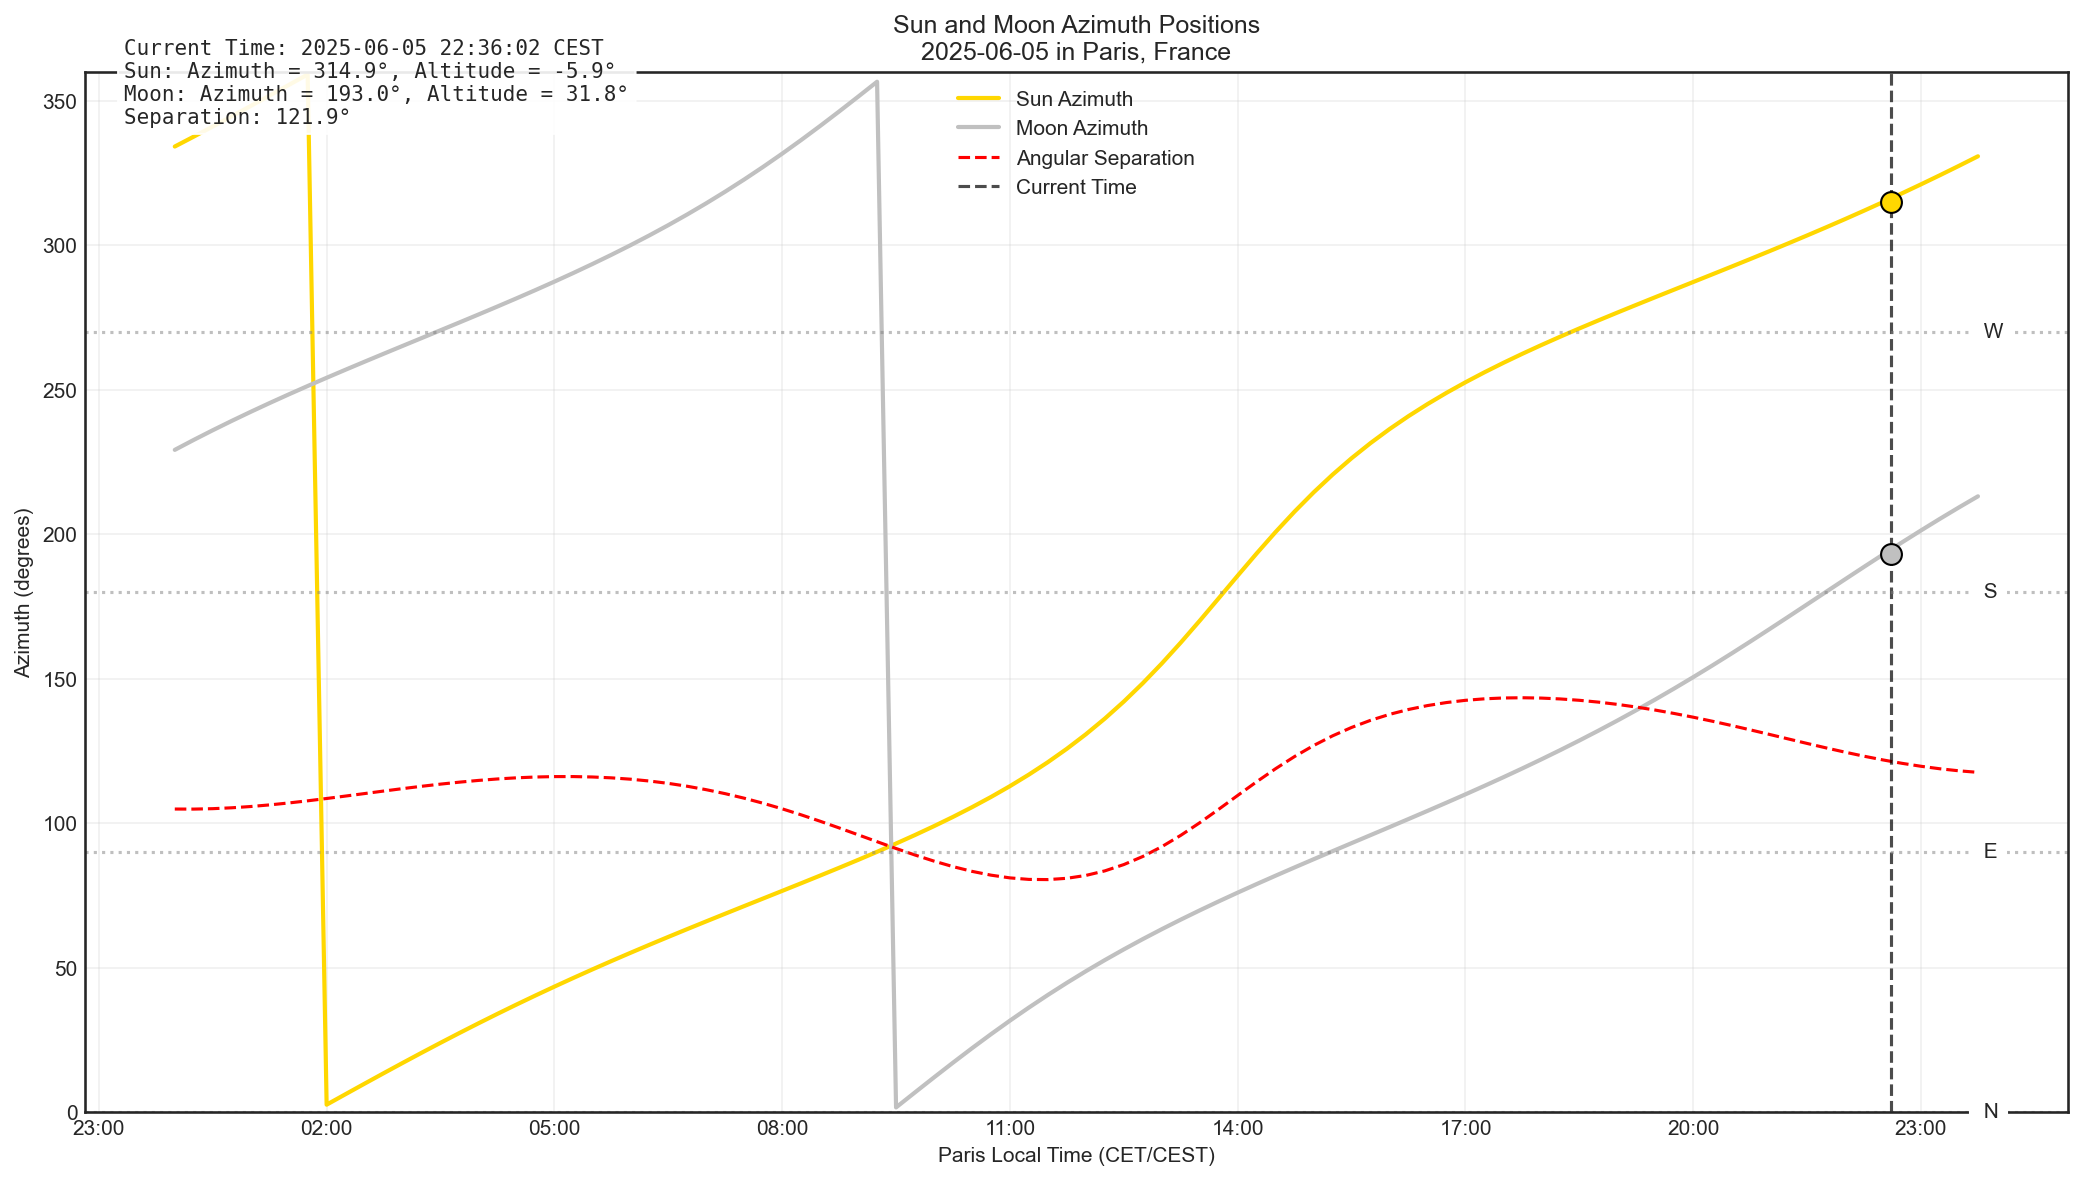 Sun and Moon Azimuth Positions
2025-06-05 in Paris, France
Current Time: 2025-06-05 22:36:02 CEST
Sun: Azimuth = 314.9°, Altitude = -5.9°
Moon: Azimuth = 193.0°, Altitude = 31.8°
Separation: 121.9°
Sun Azimuth
Moon Azimuth
Angular Separation
Current Time
Azimuth (degrees)
350
300
250
200
150
100
50
0
W
S
E
N
23:00 02:00 05:00 08:00 11:00 14:00 17:00 20:00 23:00
Paris Local Time (CET/CEST)